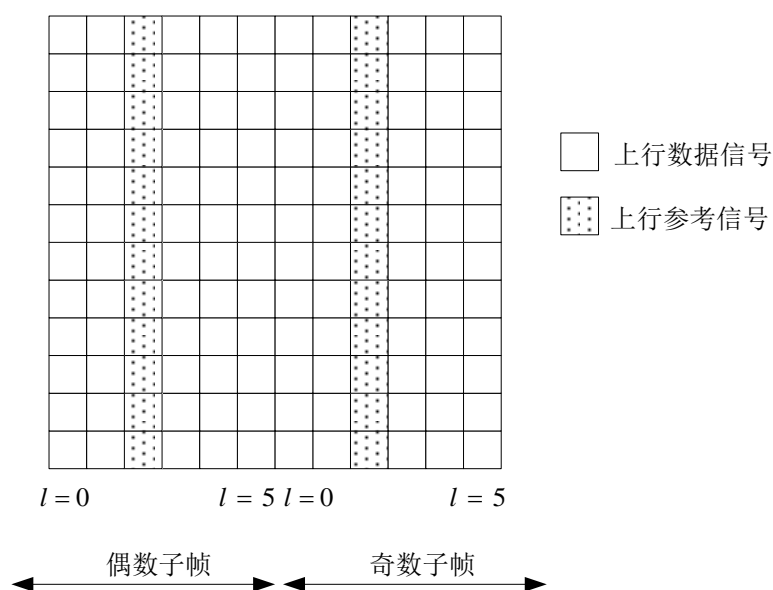 上行数据信号
上行参考信号
l = 0 l = 5 l = 0 l = 5
偶数子帧 奇数子帧